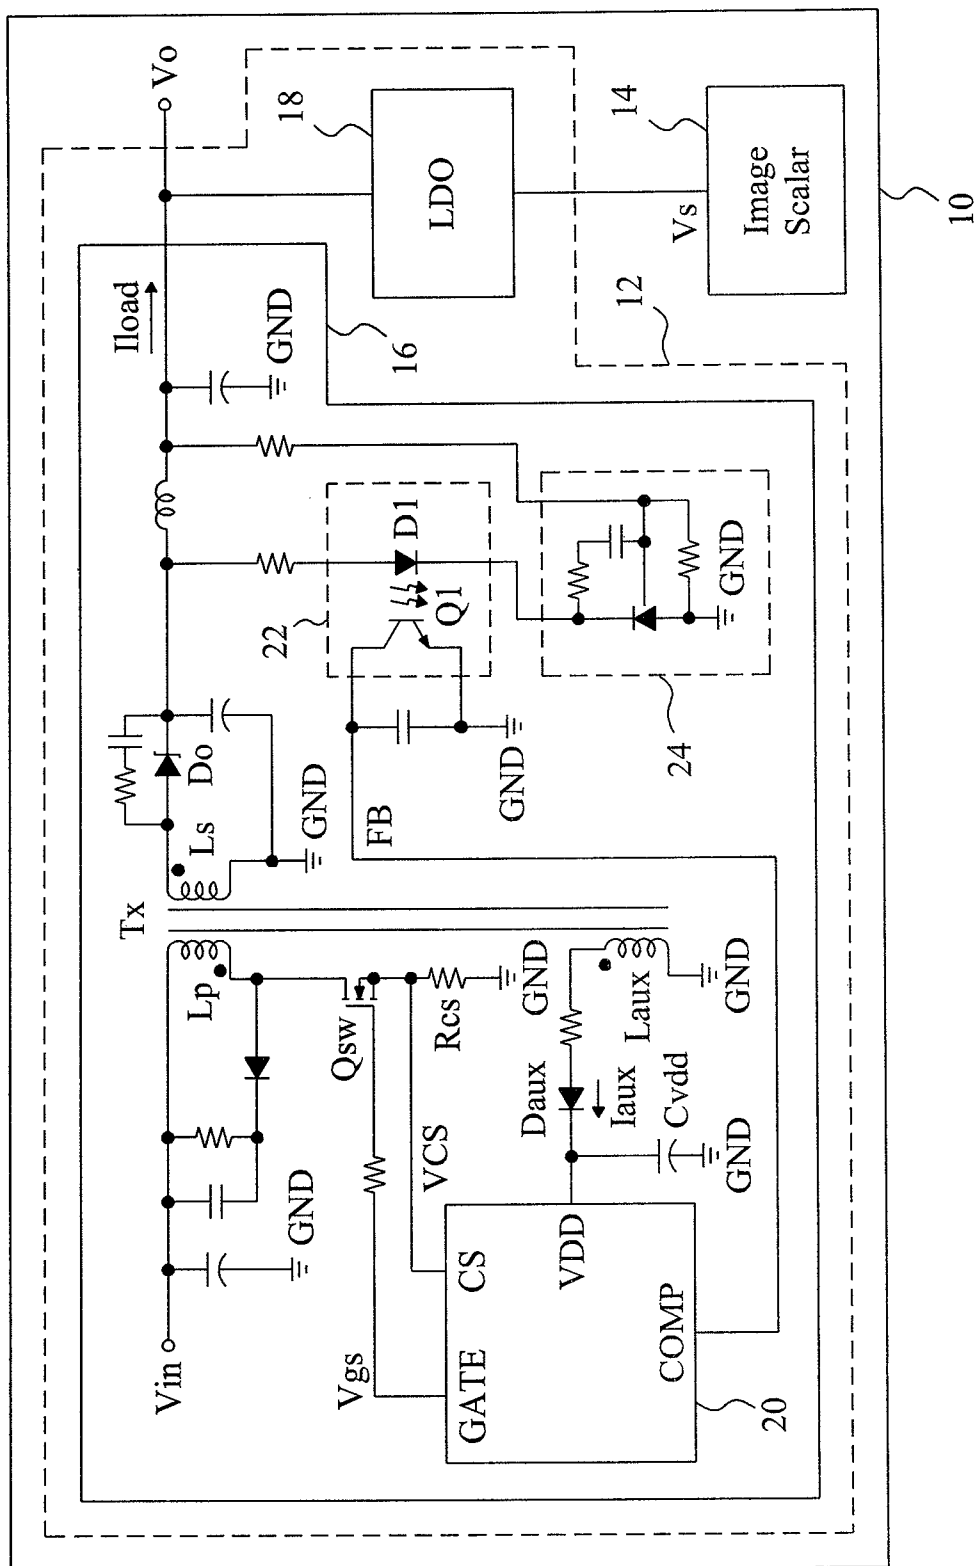 Vin
GND
Lp
Tx
Ls
Do
GND
Iload
GND
Vo
Vgs
Qsw
VCS
Rcs
GND
FB
GND
22
Q1
D1
16
18
LDO
GATE
CS
VDD
COMP
20
Daux
Iaux
Laux
Cvdd
GND
GND
24
GND
12
Vs
14
Image
Scalar
10